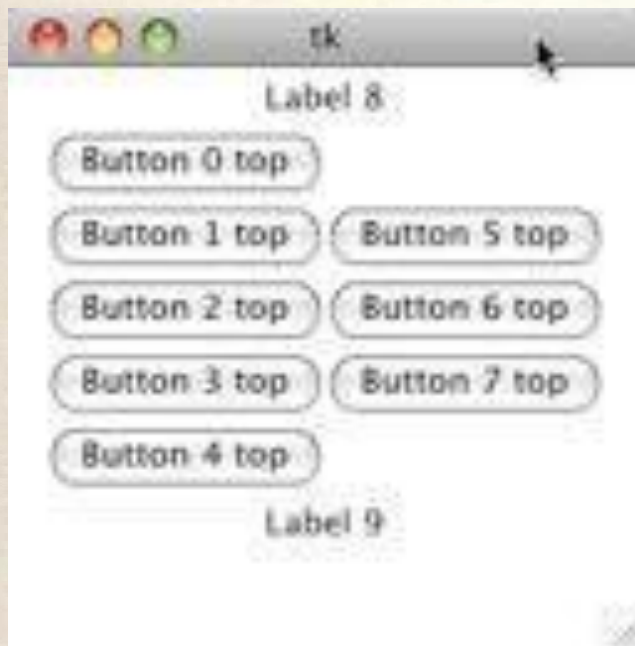 tk
Label 8
Button 0 top
Button 1 top Button 5 top
Button 2 top Button 6 top
Button 3 top Button 7 top
Button 4 top
Label 9